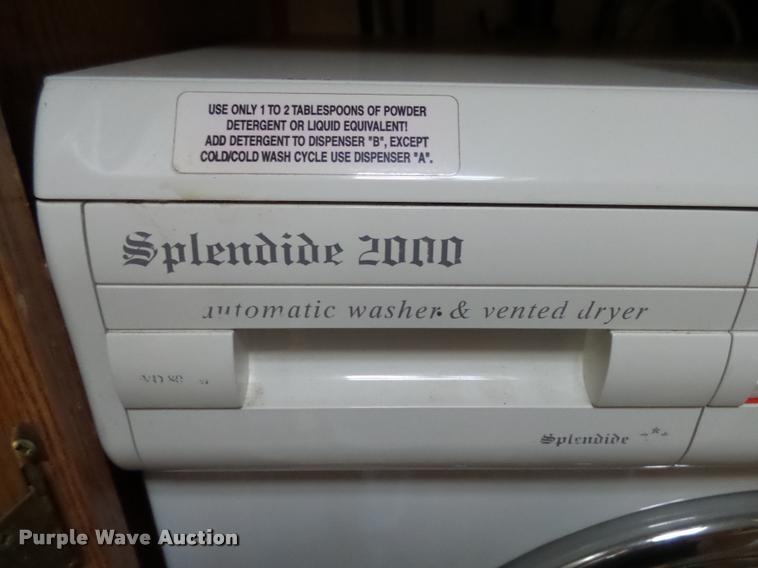 USE ONLY 1 TO 2 TABLESPOONS OF POWDER
DETERGENT OR LIQUID EQUIVALENT!
ADD DETERGENT TO DISPENSER "B", EXCEPT
COLD/COLD WASH CYCLE USE DISPENSER "A".
Splendide 2000
automatic washer & vented dryer
Splendide
Purple Wave Auction